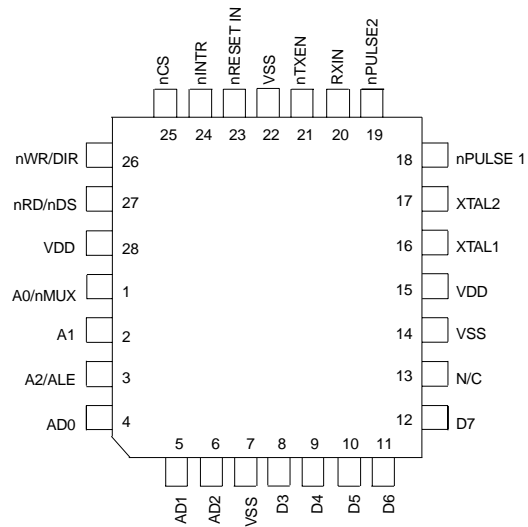 nCS
nINTR
nRESET IN
VSS
nTXEN
RXIN
nPULSE2
25
24
23
22
21
20
19
nWR/DIR
26
18
nPULSE 1
nRD/nDS
27
17
XTAL2
VDD
28
16
XTAL1
A0/nMUX
1
15
VDD
A1
2
14
VSS
A2/ALE
3
13
N/C
AD0
4
12
D7
5
6
7
8
9
10
11
AD1
AD2
VSS
D3
D4
D5
D6